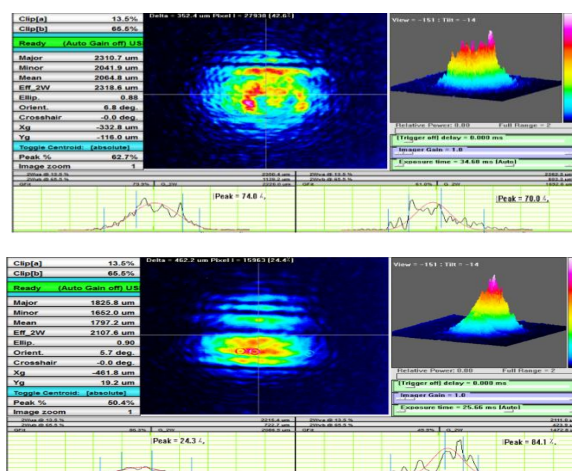 Delta = 352.4 um Pixel I = 27938 [42.6%]
View = -151 : Tilt = -14
Clip[a] 13.5%
Clip[b] 65.5%
Ready (Auto Gain off) US
Major 2310.7 um
Minor 2041.9 um
Mean 2064.8 um
Eff_2W 2318.6 um
Ellip. 0.88
Orient. 6.8 deg.
Crosshair -0.0 deg.
Xg -332.8 um
Yg -116.0 um
Toggle Centroid: [absolute]
Peak % 62.7%
Image zoom 1
Relative Power: 0.00 Full Range = 2
[Trigger off] delay = 0.000 ms
Imager Gain = 1.0
Exposure time = 34.60 ms [Auto]
Peak = 74.0 %,
Peak = 70.0 %,
Delta = 462.2 um Pixel I = 15963 [24.4%]
View = -151 : Tilt = -14
Clip[a] 13.5%
Clip[b] 65.5%
Ready (Auto Gain off) US
Major 1825.8 um
Minor 1652.0 um
Mean 1797.2 um
Eff_2W 2107.6 um
Ellip. 0.90
Orient. 5.7 deg.
Crosshair -0.0 deg.
Xg -461.8 um
Yg 19.2 um
Toggle Centroid: [absolute]
Peak % 50.4%
Image zoom 1
Relative Power: 0.00 Full Range = 2
[Trigger off] delay = 0.000 ms
Imager Gain = 1.0
Exposure time = 25.66 ms [Auto]
Peak = 24.3 %,
Peak = 84.1 %,